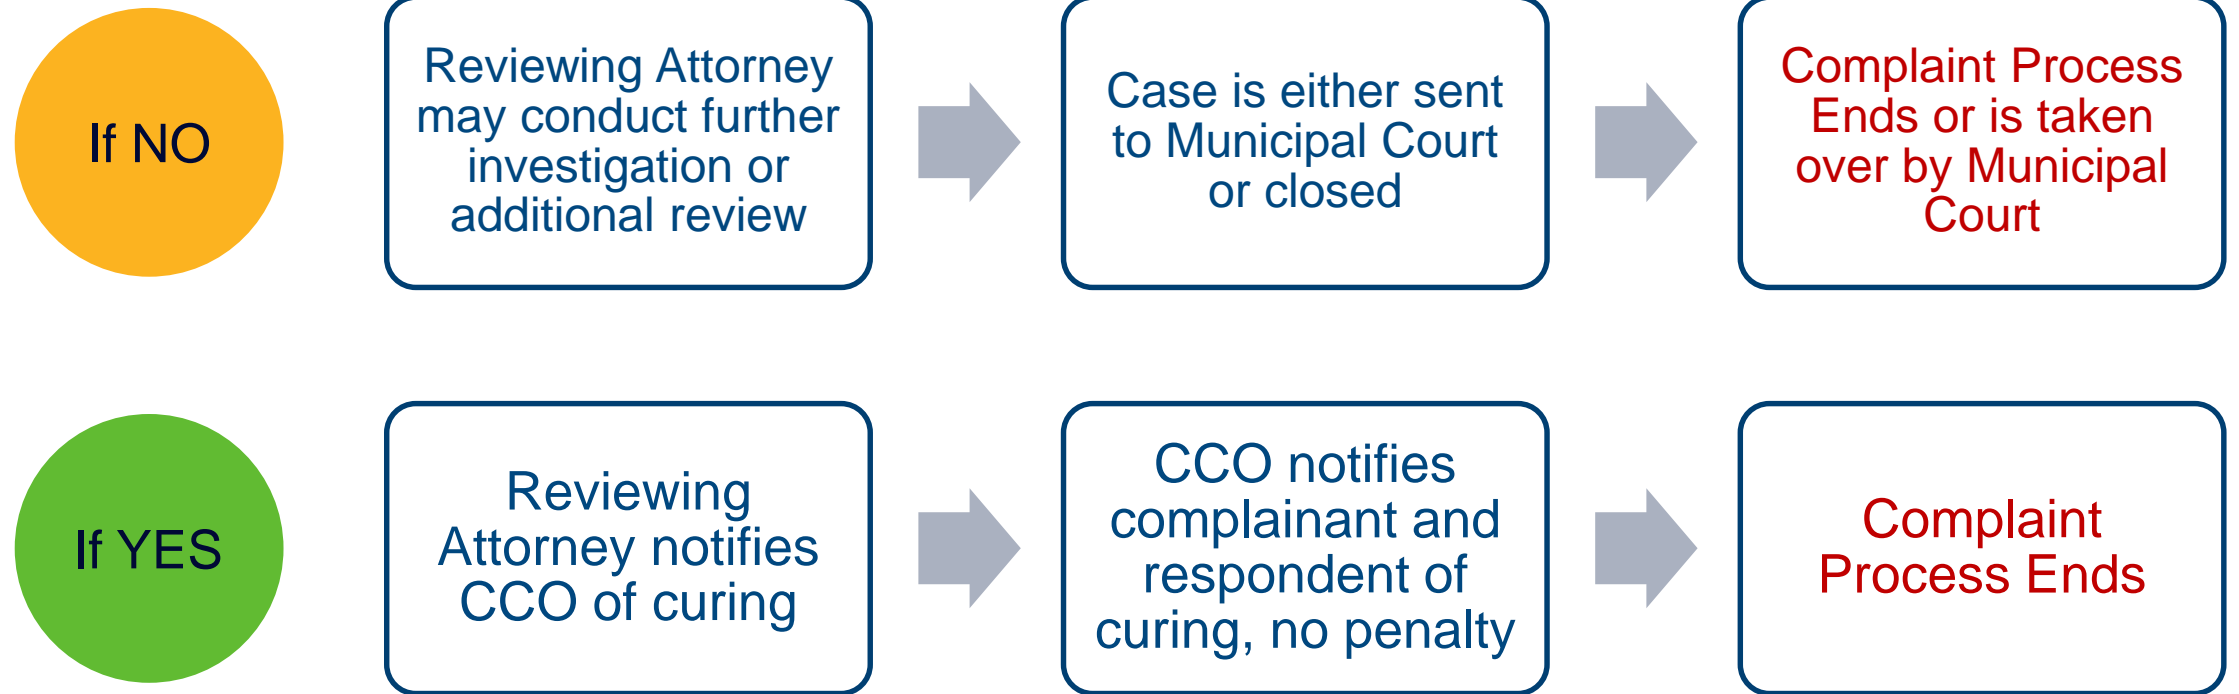 If NO
Reviewing Attorney
may conduct further
investigation or
additional review
Case is either sent
to Municipal Court
or closed
Complaint Process
Ends or is taken
over by Municipal
Court
If YES
Reviewing
Attorney notifies
CCO of curing
CCO notifies
complainant and
respondent of
curing, no penalty
Complaint
Process Ends